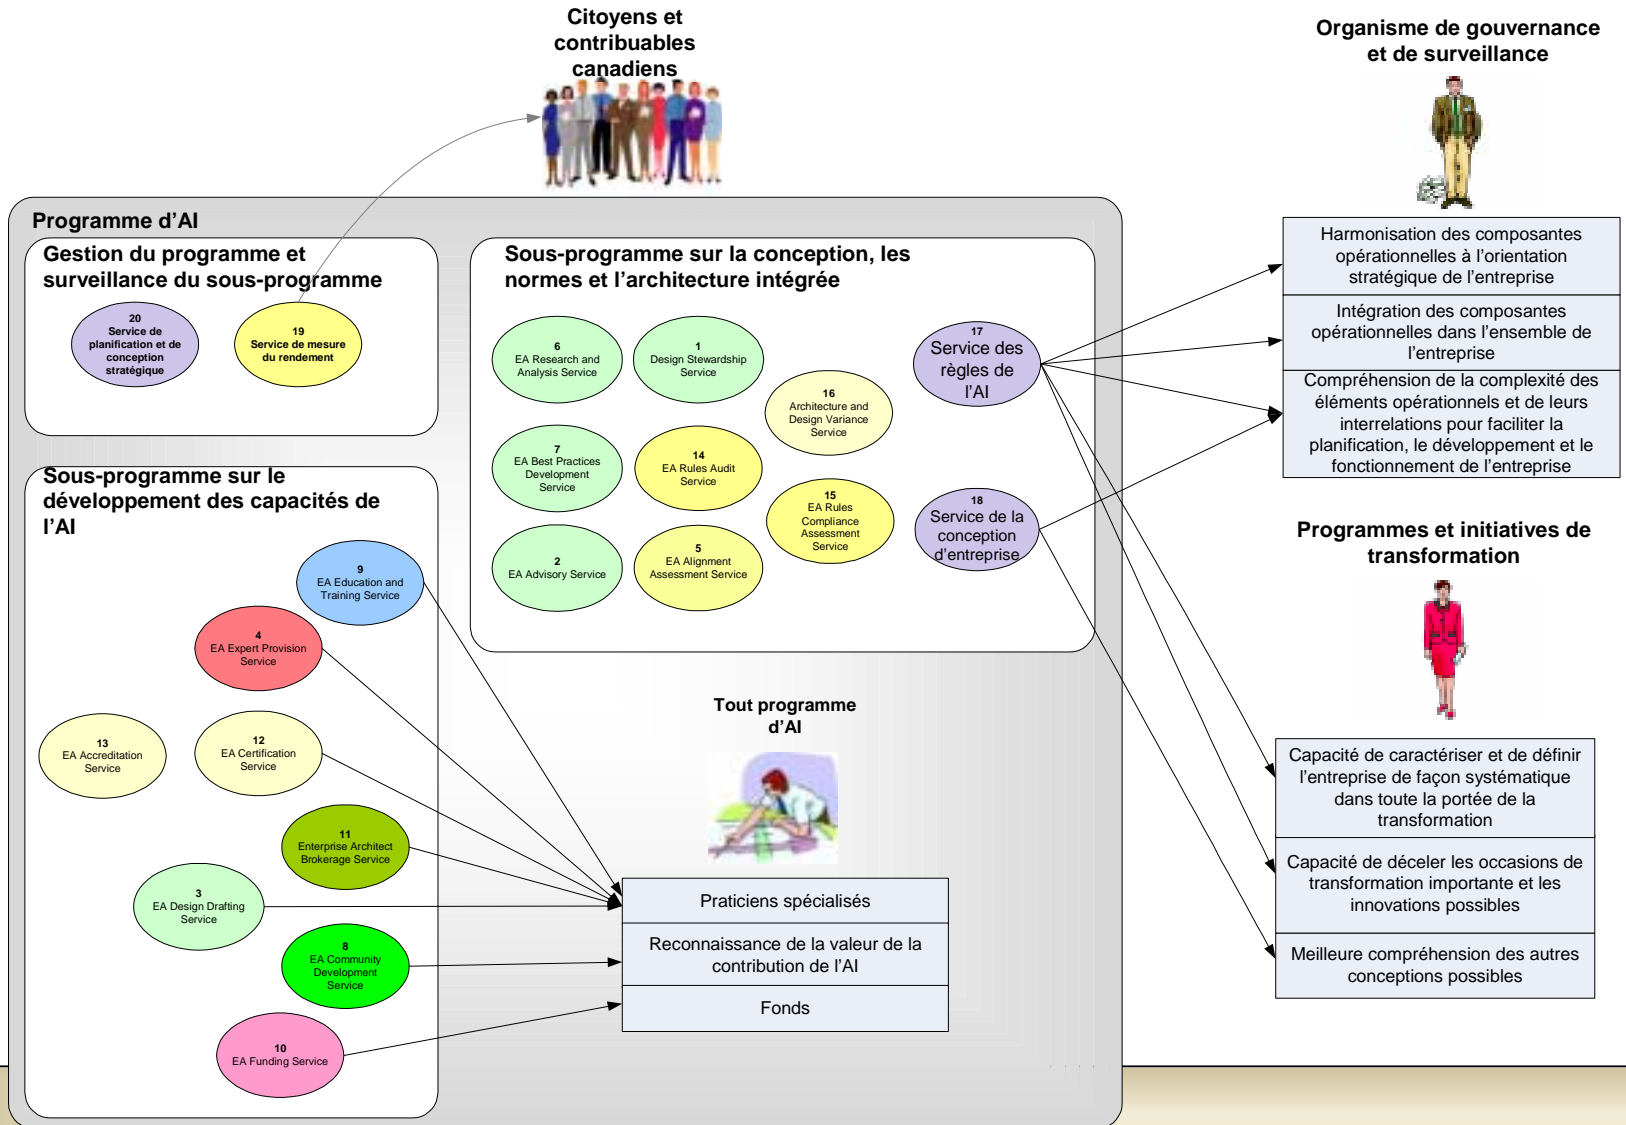 Citoyens et
contribuables
canadiens
Organisme de gouvernance
et de surveillance
Programme d’AI
Gestion du programme et
surveillance du sous-programme
20
Service de
planification et de
conception
stratégique
19
Service de mesure
du rendement
Sous-programme sur la conception, les
normes et l’architecture intégrée
6
EA Research and
Analysis Service
1
Design Stewardship
Service
16
Architecture and
Design Variance
Service
17
Service des
règles de
l’AI
7
EA Best Practices
Development
Service
14
EA Rules Audit
Service
15
EA Rules
Compliance
Assessment
Service
18
Service de la
conception
d’entreprise
2
EA Advisory Service
5
EA Alignment
Assessment Service
Harmonisation des composantes
opérationnelles à l’orientation
stratégique de l’entreprise
Intégration des composantes
opérationnelles dans l’ensemble de
l’entreprise
Compréhension de la complexité des
éléments opérationnels et de leurs
interrelations pour faciliter la
planification, le développement et le
fonctionnement de l’entreprise
Sous-programme sur le
développement des capacités de
l’AI
9
EA Education and
Training Service
4
EA Expert Provision
Service
13
EA Accreditation
Service
12
EA Certification
Service
11
Enterprise Architect
Brokerage Service
3
EA Design Drafting
Service
8
EA Community
Development
Service
10
EA Funding Service
Tout programme
d’AI
Praticiens spécialisés
Reconnaissance de la valeur de la
contribution de l’AI
Fonds
Programmes et initiatives de
transformation
Capacité de caractériser et de définir
l’entreprise de façon systématique
dans toute la portée de la
transformation
Capacité de déceler les occasions de
transformation importante et les
innovations possibles
Meilleure compréhension des autres
conceptions possibles